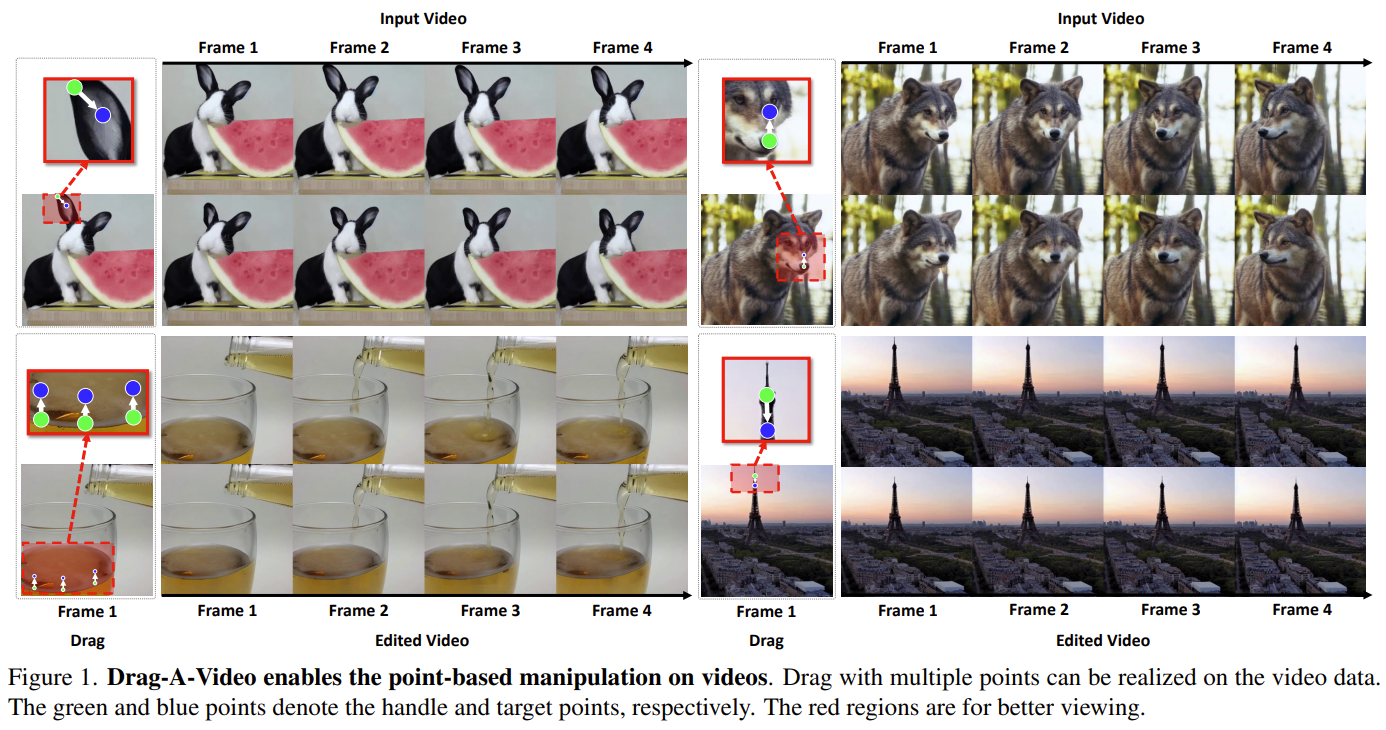 Input Video
Input Video
Frame 1
Frame 2
Frame 3
Frame 4
Frame 1
Frame 2
Frame 3
Frame 4
Frame 1
Frame 1
Frame 2
Frame 3
Frame 4
Frame 1
Frame 1
Frame 2
Frame 3
Frame 4
Drag
Edited Video
Drag
Edited Video
Figure 1. Drag-A-Video enables the point-based manipulation on videos. Drag with multiple points can be realized on the video data.
The green and blue points denote the handle and target points, respectively. The red regions are for better viewing.